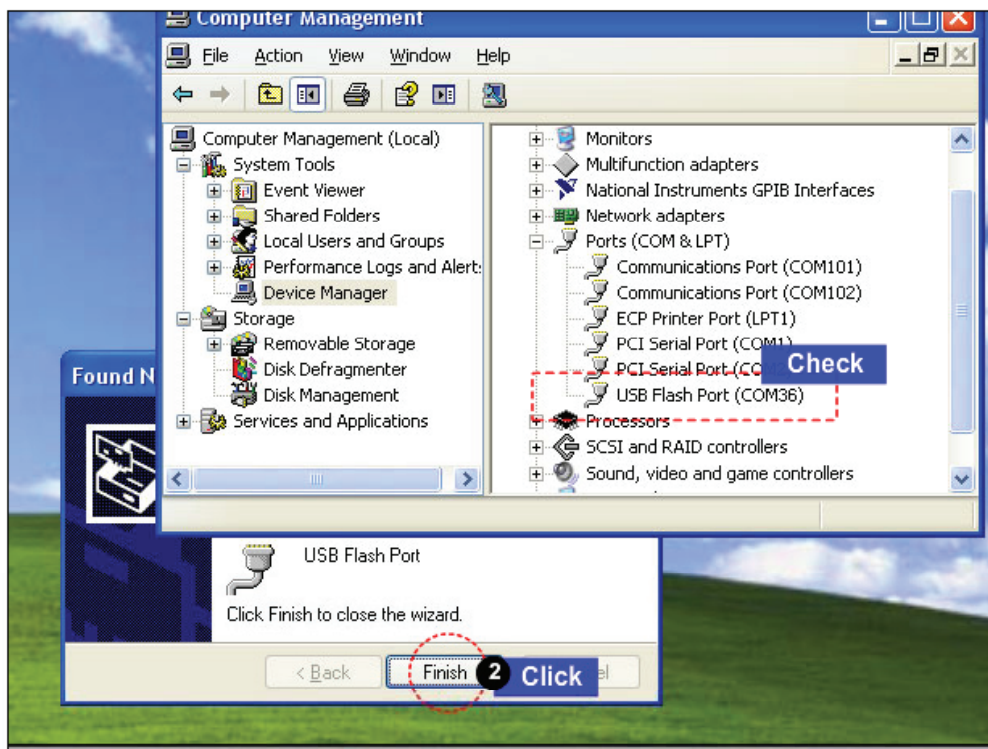 Computer Management
File Action View Window Help
Computer Management (Local)
System Tools
Event Viewer
Shared Folders
Local Users and Groups
Performance Logs and Alert
Device Manager
Storage
Removable Storage
Disk Defragmenter
Disk Management
Services and Applications
Monitors
Multifunction adapters
National Instruments GPIB Interfaces
Network adapters
Ports (COM & LPT)
Communications Port (COM101)
Communications Port (COM102)
ECP Printer Port (LPT1)
PCI Serial Port (COM1)
PCI Serial Port
Check
USB Flash Port (COM36)
Processors
SCSI and RAID controllers
Sound, video and game controllers
Found N
USB Flash Port
Click Finish to close the wizard.
< Back Finish 2 Click el